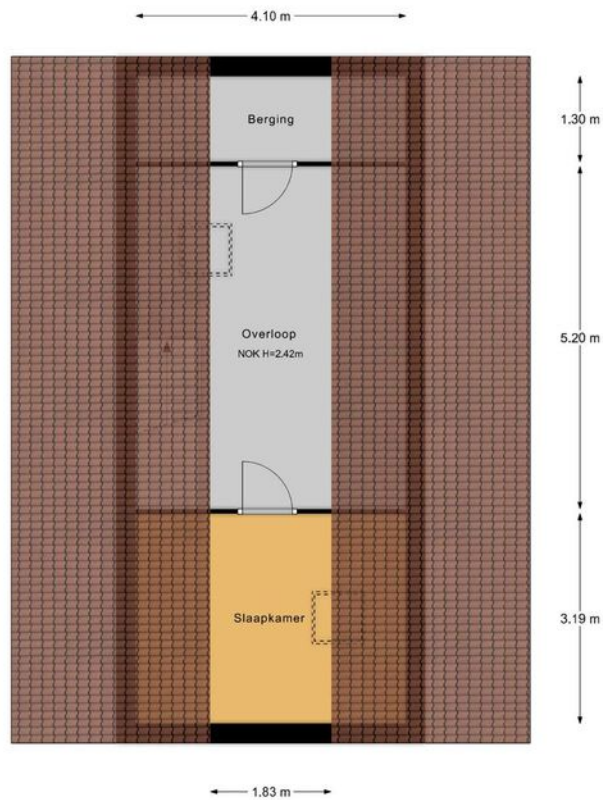 4.10 m
Berging
1.30 m
Overloop
NOK H=2.42m
5.20 m
Slaapkamer
3.19 m
1.83 m